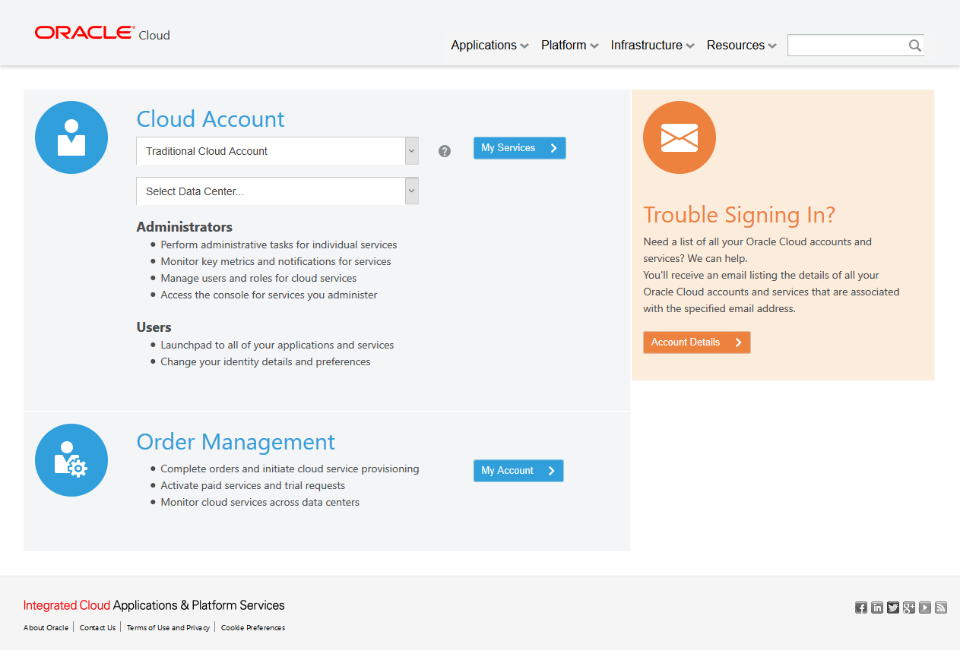 ORACLE Cloud
Applications Platform Infrastructure Resources
Cloud Account
Traditional Cloud Account
?
My Services
Select Data Center...
Administrators
Perform administrative tasks for individual services
Monitor key metrics and notifications for services
Manage users and roles for cloud services
Access the console for services you administer
Users
Launchpad to all of your applications and services
Change your identity details and preferences
Trouble Signing In?
Need a list of all your Oracle Cloud accounts and
services? We can help.
You'll receive an email listing the details of all your
Oracle Cloud accounts and services that are associated
with the specified email address.
Account Details
Order Management
Complete orders and initiate cloud service provisioning
Activate paid services and trial requests
Monitor cloud services across data centers
My Account
Integrated Cloud Applications & Platform Services
About Oracle | Contact Us | Terms of Use and Privacy | Cookie Preferences